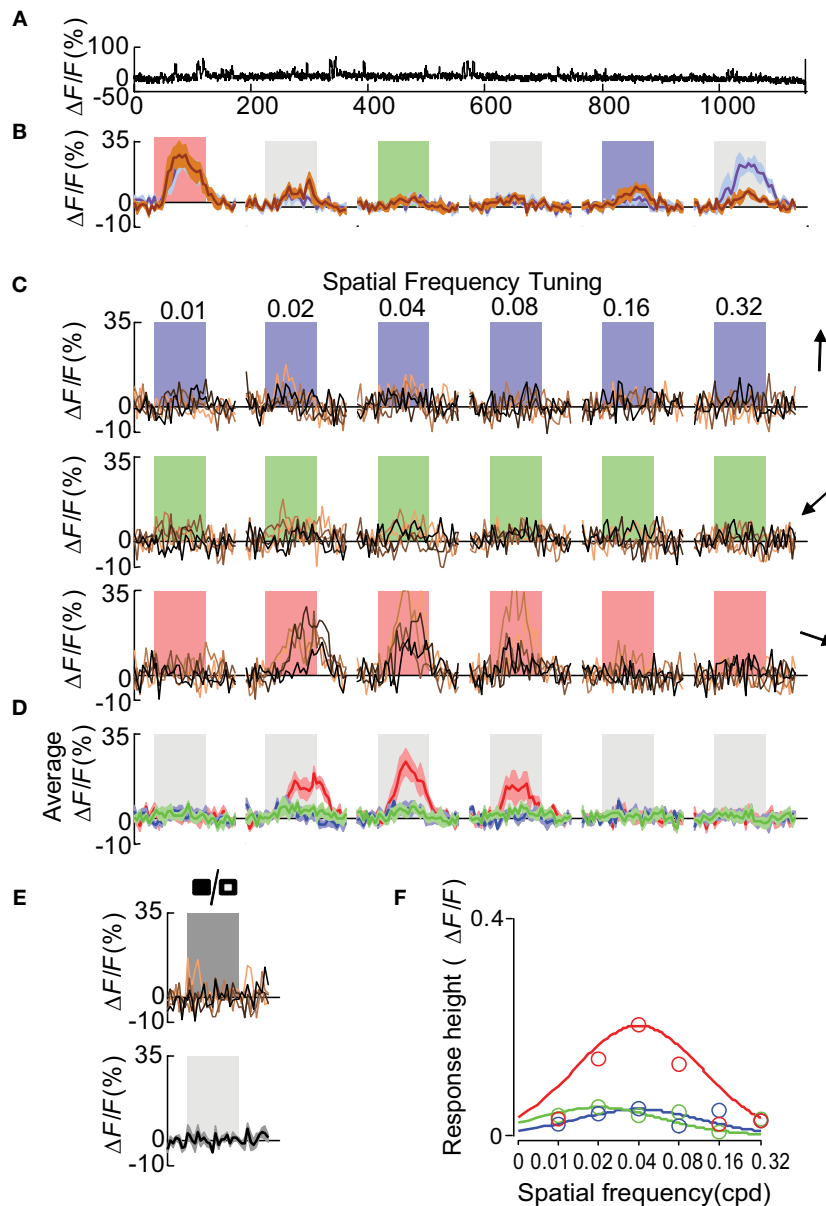 A
ΔF/F(%)
100
0
-50
0 200 400 600 800 1000
B
ΔF/F(%)
35
0
-10
C
Spatial Frequency Tuning
0.01 0.02 0.04 0.08 0.16 0.32
ΔF/F(%)
35
0
-10
ΔF/F(%)
35
0
-10
ΔF/F(%)
35
0
-10
D
Average
ΔF/F(%)
35
0
-10
E
ΔF/F(%)
35
0
-10
ΔF/F(%)
35
0
-10
F
Response height ( ΔF/F)
0.4
0
0 0.01 0.02 0.04 0.08 0.16 0.32
Spatial frequency(cpd)